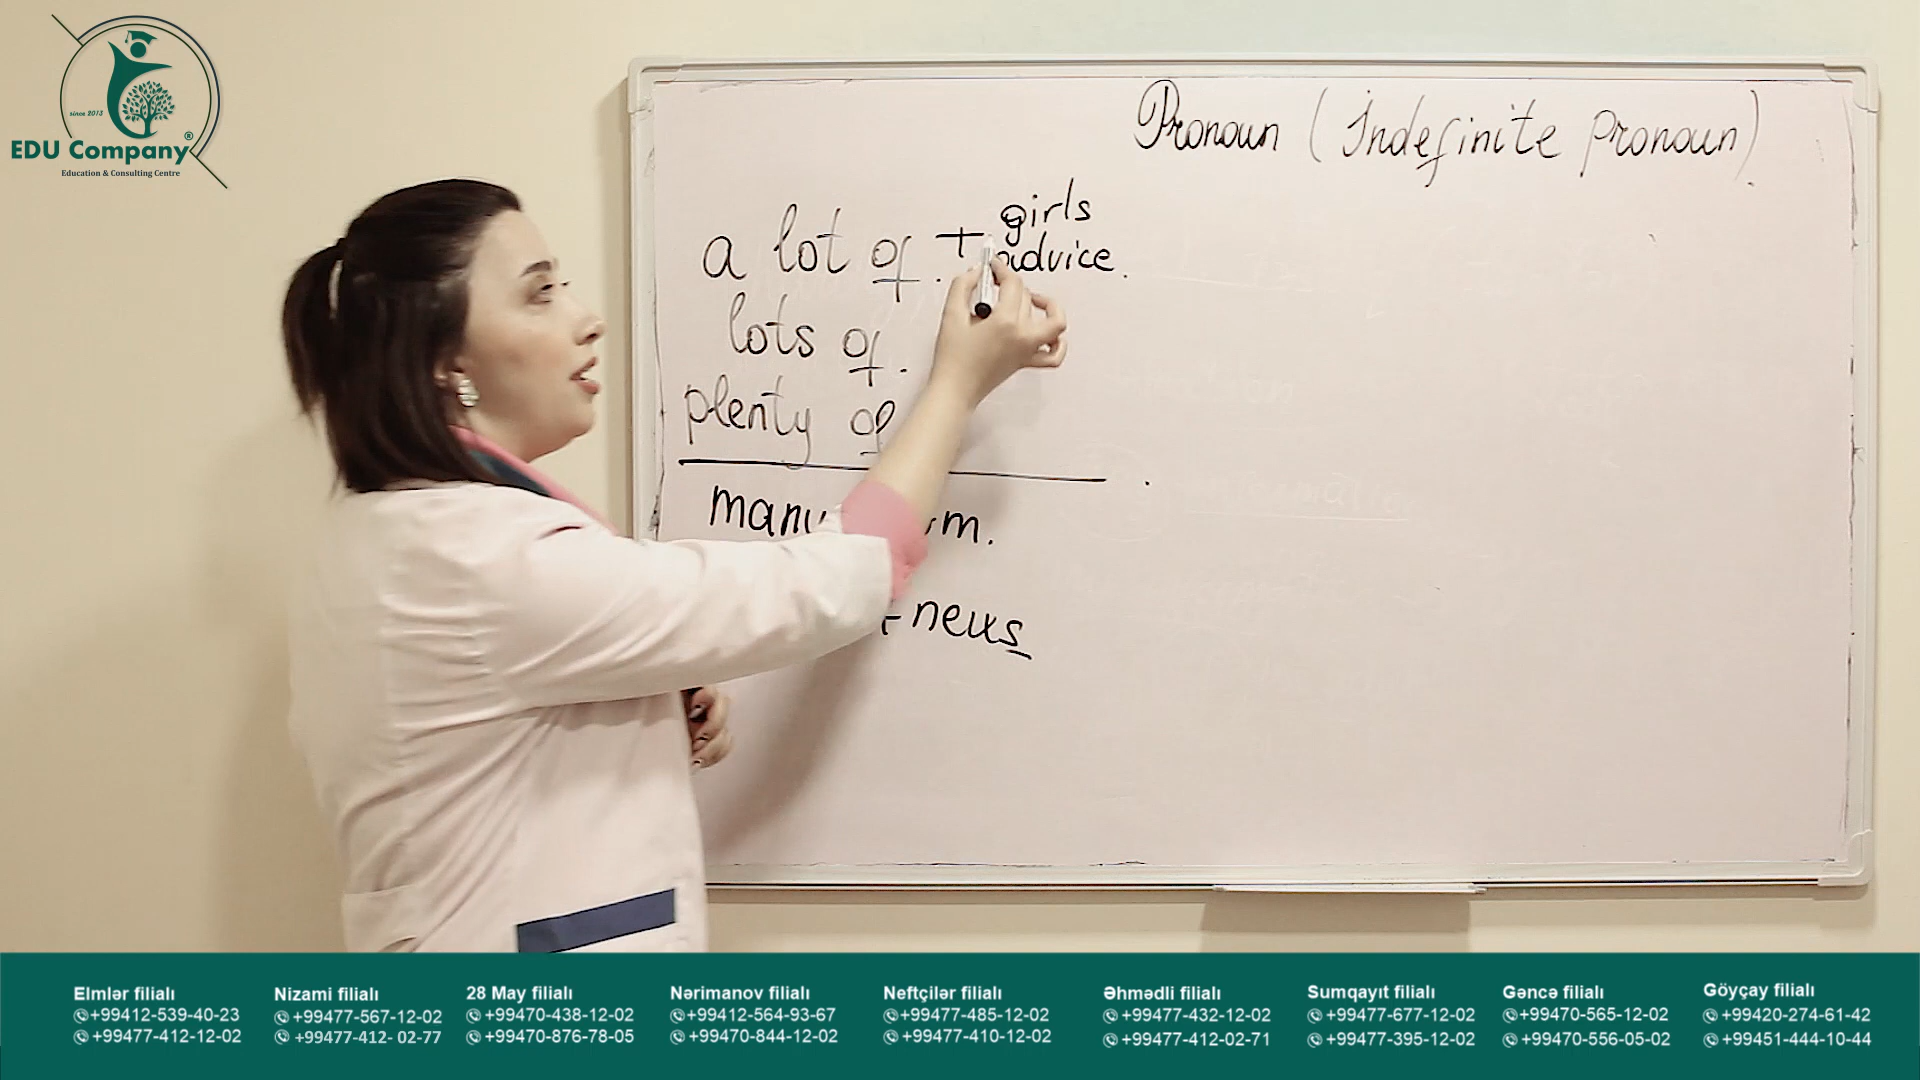 since 2013
EDU Company®
Education & Consulting Centre
Pronoun (Indefinite pronoun).
a lot of. + girls
advice.
lots of.
plenty of
many
+ news
Elmlər filialı
+99412-539-40-23
+99477-412-12-02
Nizami filialı
+99477-567-12-02
+99477-412- 02-77
28 May filialı
+99470-438-12-02
+99470-876-78-05
Nərimanov filialı
+99412-564-93-67
+99470-844-12-02
Neftçilər filialı
+99477-485-12-02
+99477-410-12-02
Əhmədli filialı
+99477-432-12-02
+99477-412-02-71
Sumqayıt filialı
+99477-677-12-02
+99477-395-12-02
Gəncə filialı
+99470-565-12-02
+99470-556-05-02
Göyçay filialı
+99420-274-61-42
+99451-444-10-44